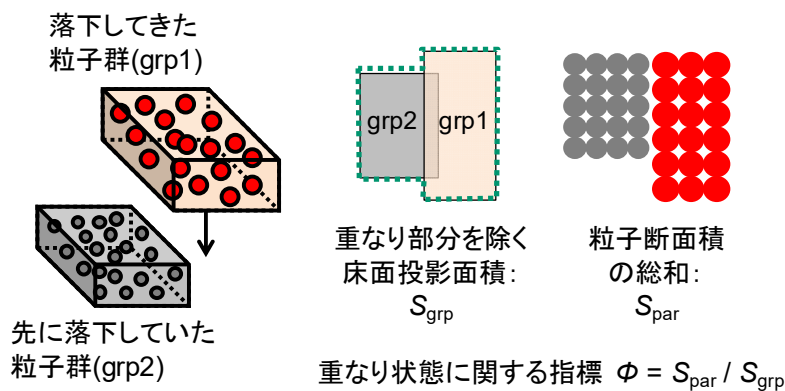 落下してきた
粒子群(grp1)
先に落下していた
粒子群(grp2)
grp2
grp1
重なり部分を除く
床面投影面積:
Sgrp
粒子断面積
の総和:
Spar
重なり状態に関する指標 Φ = Spar / Sgrp